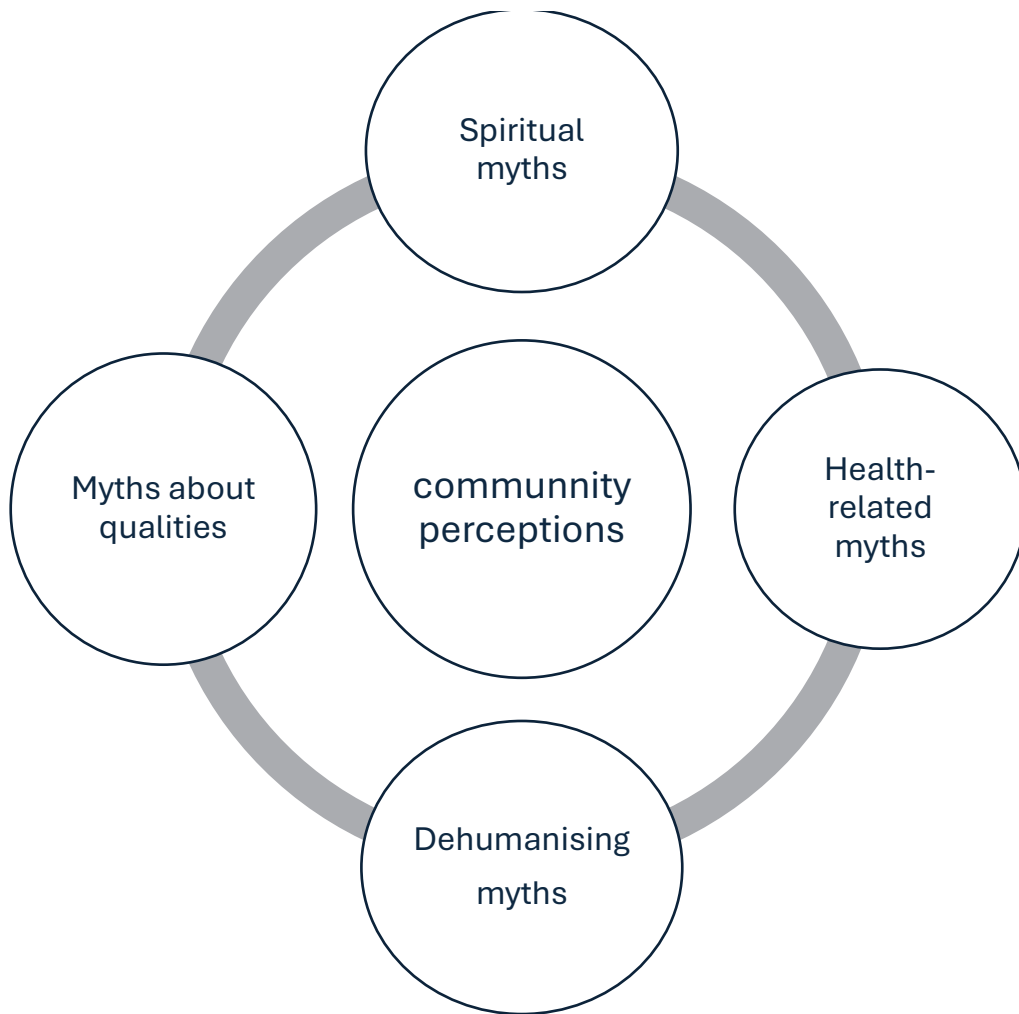 Spiritual
myths
Myths about
qualities
communnity
perceptions
Health-
related
myths
Dehumanising
myths